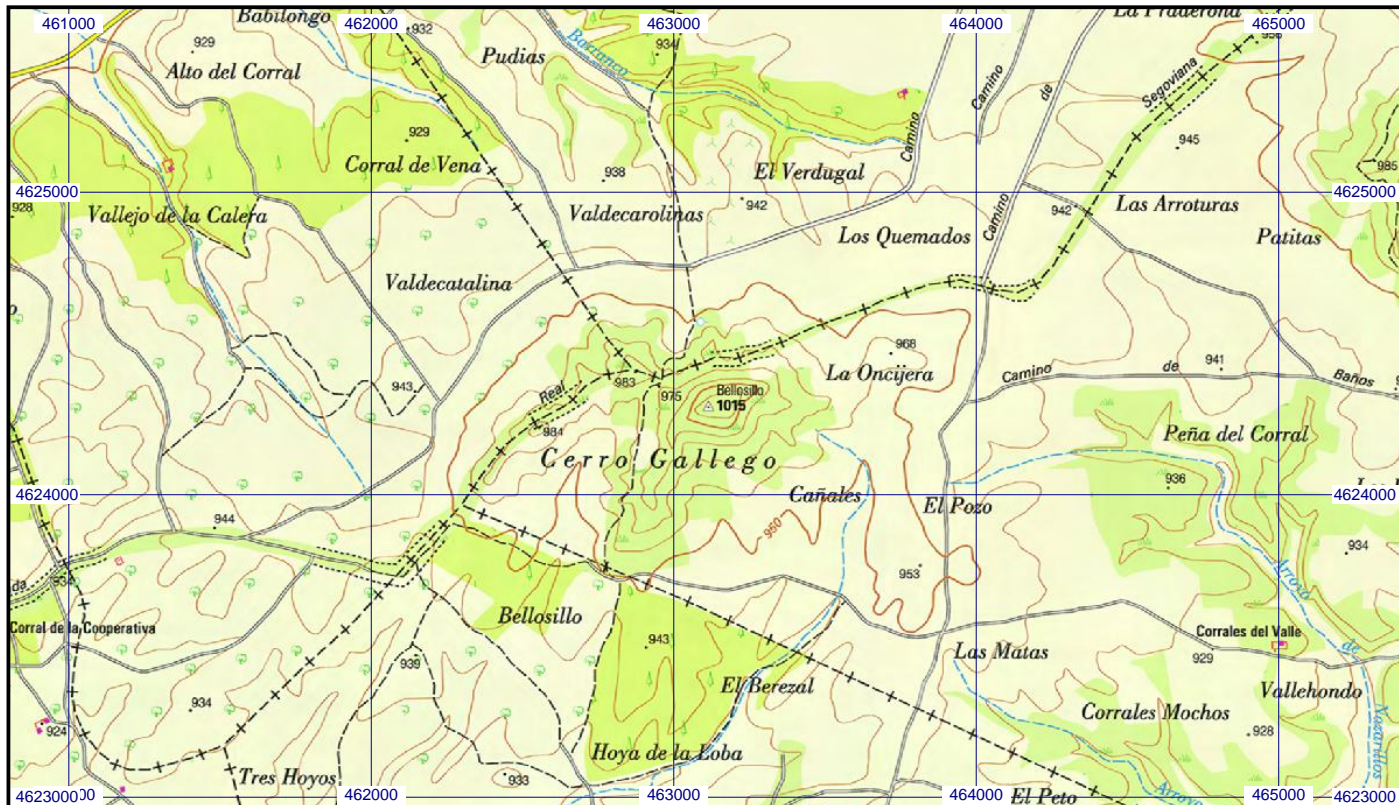 461000
462000
463000
464000
465000
Babilongo
932
934
La Praderona
929
Alto del Corral
Pudias
Barranco
Camino
de
Segoviana
929
Corral de Vena
Camino
945
938
El Verdugal
985
4625000
4625000
928
Vallejo de la Calera
Valdecarolinas
942
Camino
942
Las Arroturas
Los Quemados
Patitas
Valdecatalina
968
La Oncijera
941
943
Real
983
975
Bellosillo
1015
Camino
de
Baños
984
Cerro Gallego
Peña del Corral
936
4624000
4624000
Cañales
El Pozo
944
950
934
da
934
953
Arroyo
de
Corral de la Cooperativa
Bellosillo
943
Corrales del Valle
929
939
Las Matas
El Berezal
Vallehondo
934
Corrales Mochos
924
928
Hoya de la Loba
Tres Hoyos
933
El Peto
Arroyo
4623000
462000
463000
464000
465000
4623000